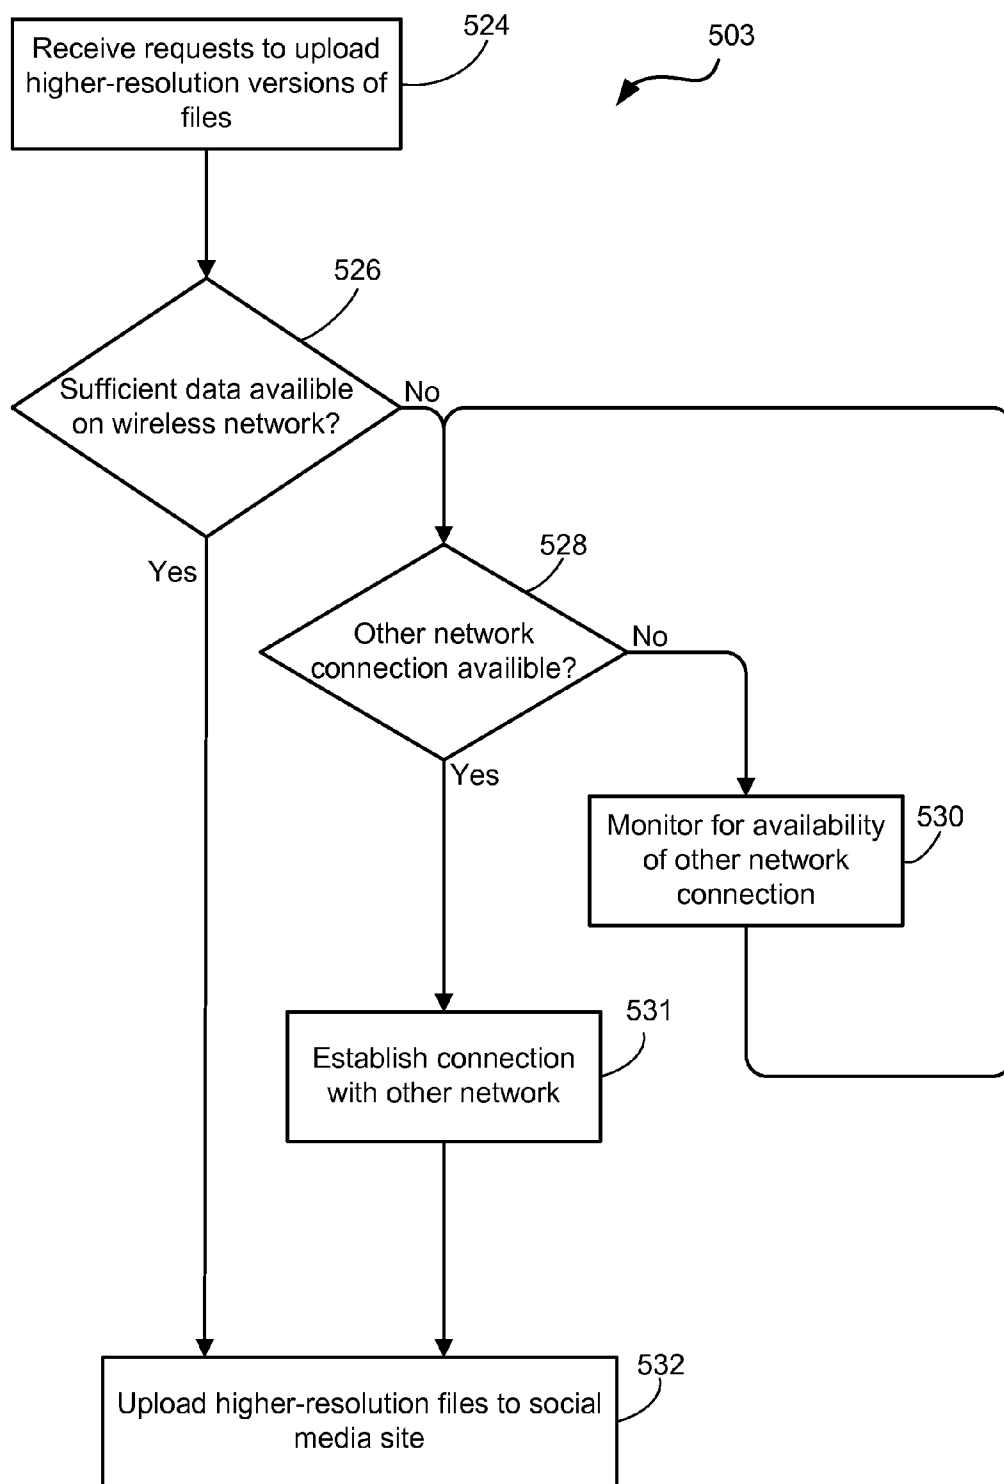 Receive requests to upload
higher-resolution versions of
files
524
503
526
Sufficient data availible
on wireless network?
No
Yes
528
Other network
connection availible?
No
Yes
Monitor for availability
of other network
connection
530
531
Establish connection
with other network
532
Upload higher-resolution files to social
media site